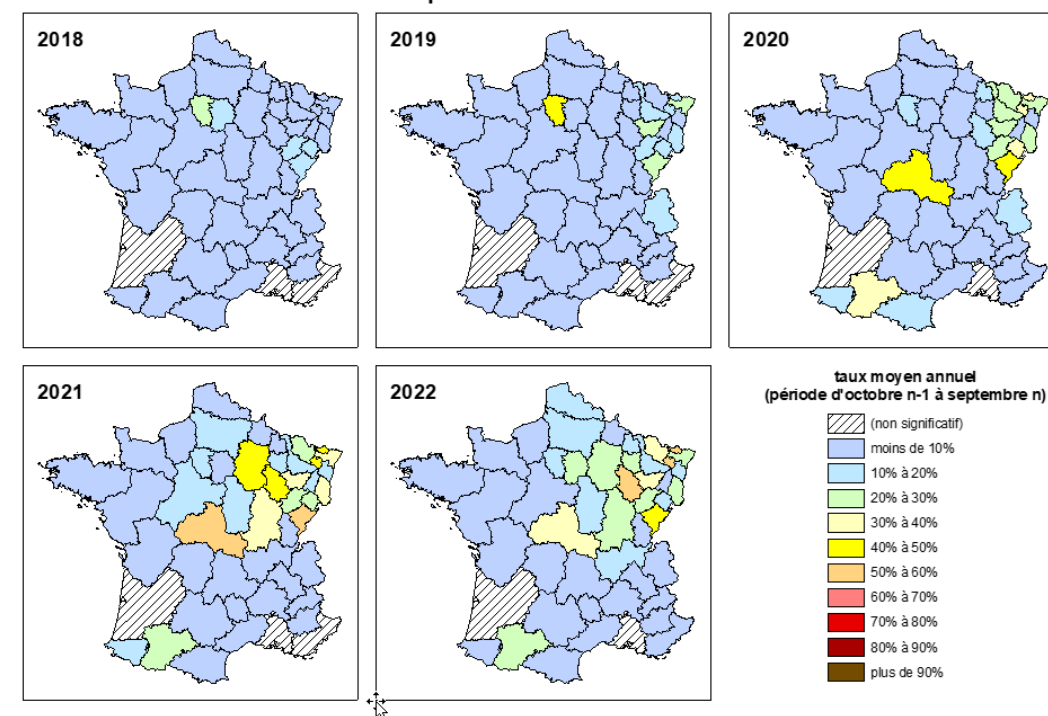 2018
2019
2020
2021
2022
taux moyen annuel
(période d'octobre n-1 à septembre n)
(non significatif)
moins de 10%
10% à 20%
20% à 30%
30% à 40%
40% à 50%
50% à 60%
60% à 70%
70% à 80%
80% à 90%
plus de 90%